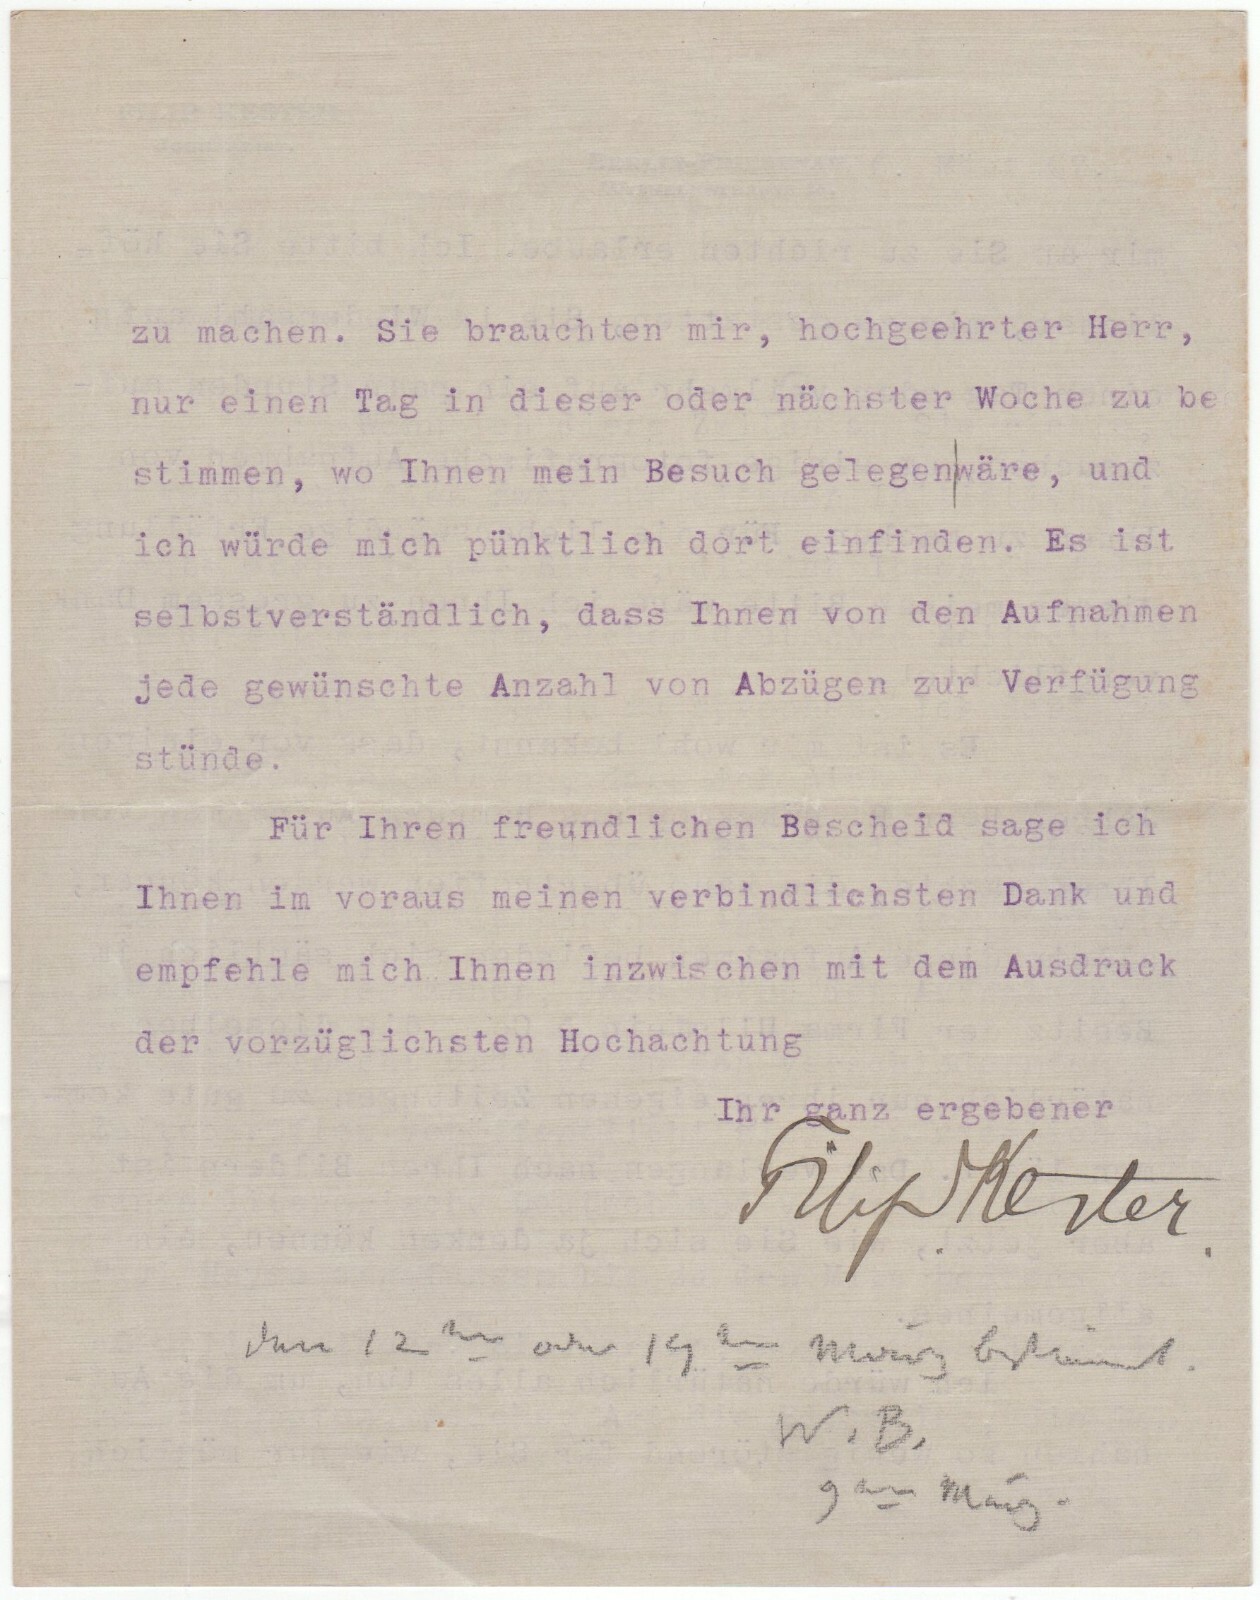 zu machen. Sie brauchten mir, hochgeehrter Herr,
nur einen Tag in dieser oder nächster Woche zu be
stimmen, wo Ihnen mein Besuch gelegen|wäre, und
ich würde mich pünktlich dort einfinden. Es ist
selbstverständlich, dass Ihnen von den Aufnahmen
jede gewünschte Anzahl von Abzügen zur Verfügung
stünde.
Für Ihren freundlichen Bescheid sage ich
Ihnen im voraus meinen verbindlichsten Dank und
empfehle mich Ihnen inzwischen mit dem Ausdruck
der vorzüglichsten Hochachtung
Ihr ganz ergebener
Filip Kester.
den 12ten oder 19ten März bestimmt.
W. B.
9ten März.